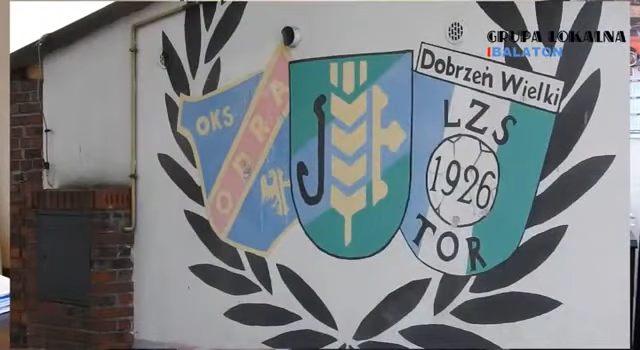 GRUPA LOKALNA
BALATON
Dobrzeń Wielki
OKS
ODRA
LZS
1926
TOR